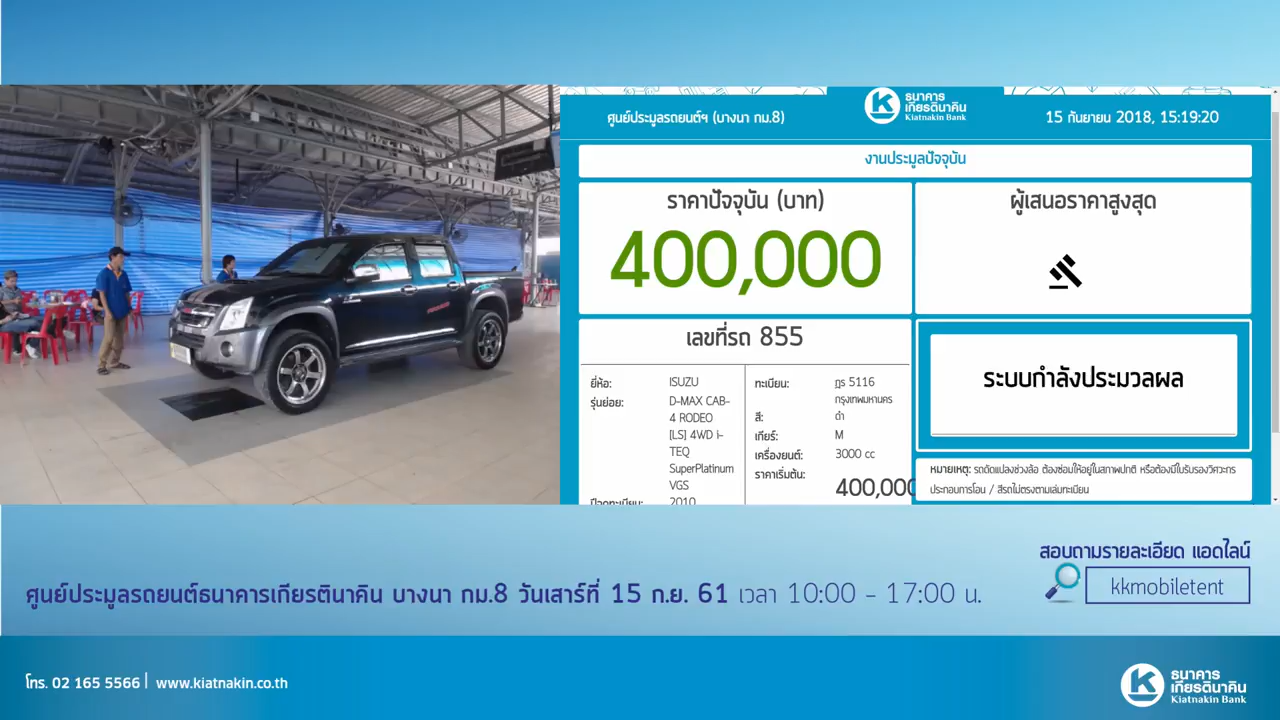 ศูนย์ประมูลรถยนต์ฯ (บางนา กม.8)
ธนาคาร
เกียรตินาคิน
Kiatnakin Bank
15 กันยายน 2018, 15:19:20
งานประมูลปัจจุบัน
ราคาปัจจุบัน (บาท)
400,000
ผู้เสนอราคาสูงสุด
เลขที่รถ 855
ยี่ห้อ: ISUZU
รุ่นย่อย: D-MAX CAB-
4 RODEO
[LS] 4WD i-
TEQ
SuperPlatinum
VGS
ปีจดทะเบียน: 2010
ทะเบียน: ฎร 5116
กรุงเทพมหานคร
สี: ดำ
เกียร์: M
เครื่องยนต์: 3000 cc
ราคาเริ่มต้น:
400,000
ระบบกำลังประมวลผล
หมายเหตุ: รถดัดแปลงช่วงล้อ ต้องซ่อมให้อยู่ในสภาพปกติ หรือต้องมีใบรับรองวิศวะกร
ประกอบการโอน / สีรถไม่ตรงตามเล่มทะเบียน
สอบถามรายละเอียด แอดไลน์
kkmobiletent
ศูนย์ประมูลรถยนต์ธนาคารเกียรตินาคิน บางนา กม.8 วันเสาร์ที่ 15 ก.ย. 61 เวลา 10:00 - 17:00 น.
โทร. 02 165 5566 | www.kiatnakin.co.th
ธนาคาร
เกียรตินาคิน
Kiatnakin Bank